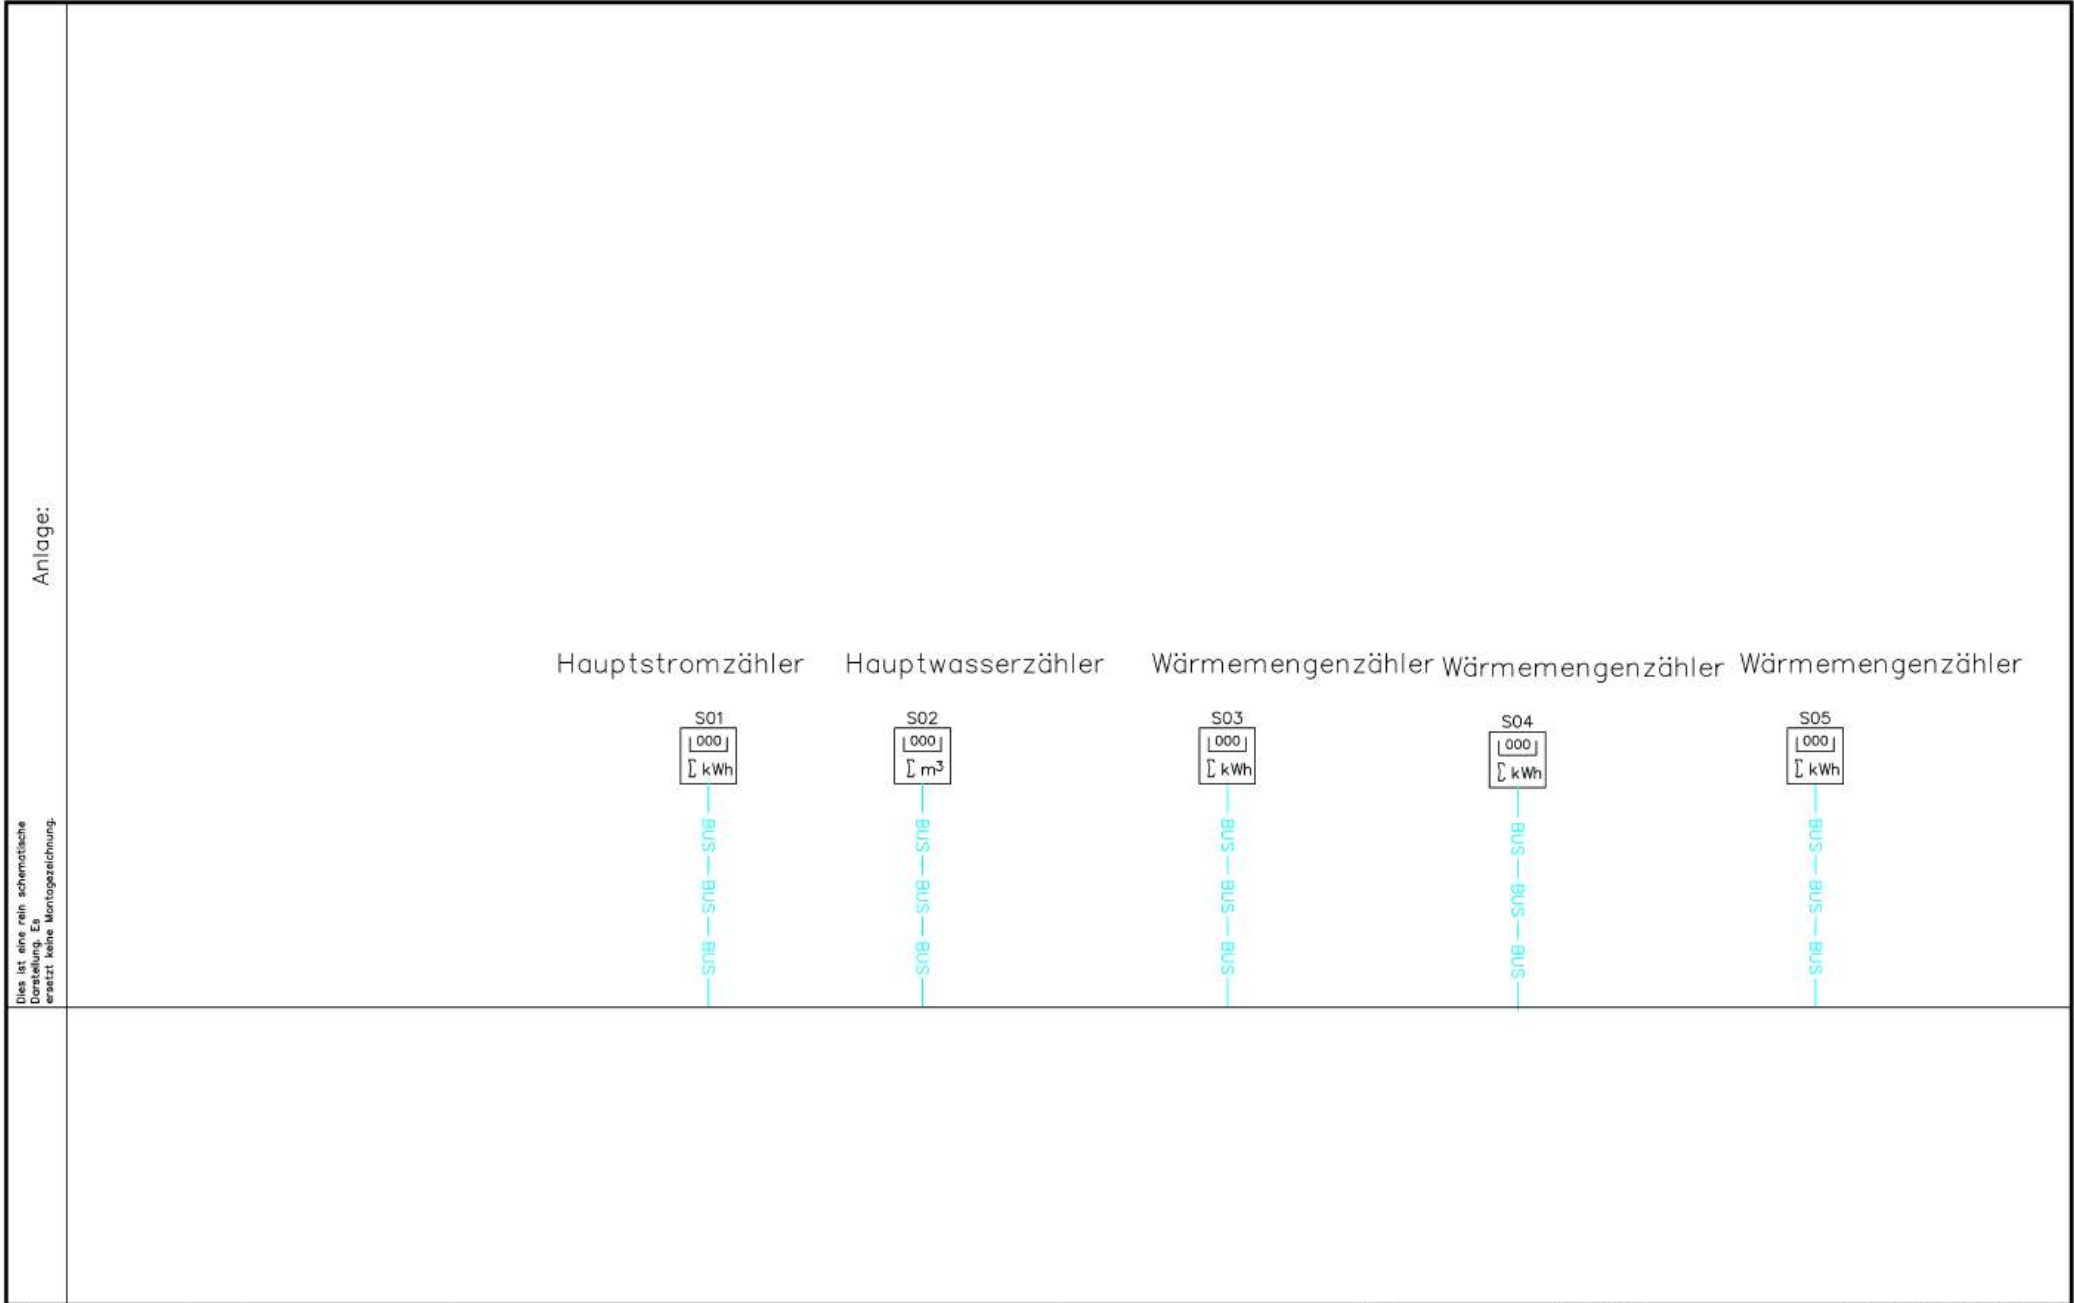 Anlage:
Dies ist eine rein schematische
Darstellung. Es
ersetzt keine Montagezeichnung.
Hauptstromzähler
Hauptwasserzähler
Wärmemengenzähler
Wärmemengenzähler
Wärmemengenzähler
S01
000
∑ kWh
BUS
BUS
BUS
S02
000
∑ m³
BUS
BUS
BUS
S03
000
∑ kWh
BUS
BUS
BUS
S04
000
∑ kWh
BUS
BUS
BUS
S05
000
∑ kWh
BUS
BUS
BUS